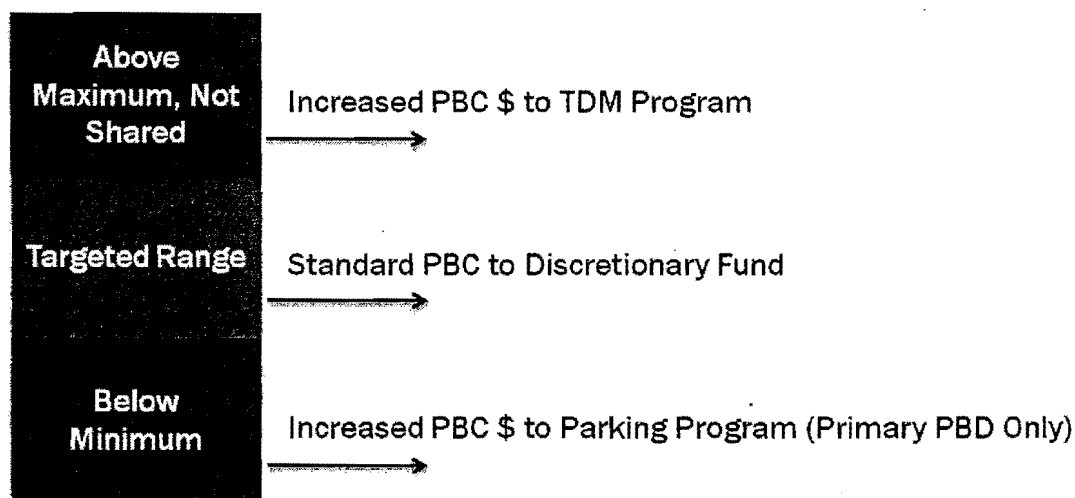 Above
Maximum, Not
Shared
Increased PBC $ to TDM Program
Targeted Range
Standard PBC to Discretionary Fund
Below
Minimum
Increased PBC $ to Parking Program (Primary PBD Only)